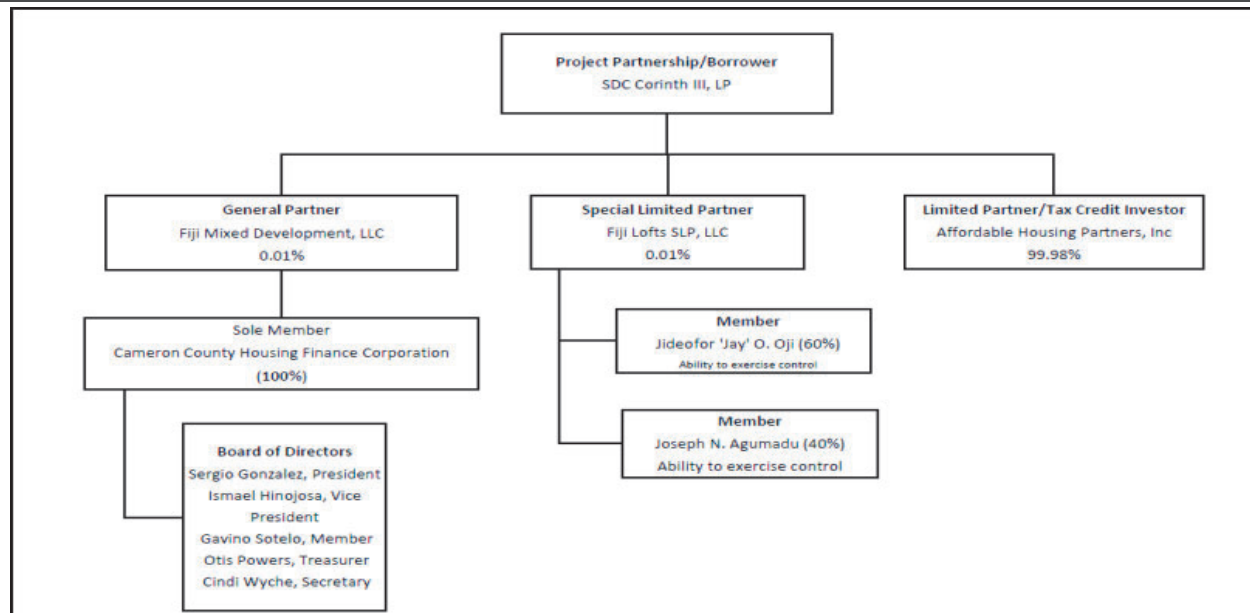 Project Partnership/Borrower
SDC Corinth III, LP
General Partner
Fiji Mixed Development, LLC
0.01%
Special Limited Partner
Fiji Lofts SLP, LLC
0.01%
Limited Partner/Tax Credit Investor
Affordable Housing Partners, Inc
99.98%
Sole Member
Cameron County Housing Finance Corporation
(100%)
Member
Jideofor 'Jay' O. Oji (60%)
Ability to exercise control
Member
Joseph N. Agumadu (40%)
Ability to exercise control
Board of Directors
Sergio Gonzalez, President
Ismael Hinojosa, Vice
President
Gavino Sotelo, Member
Otis Powers, Treasurer
Cindi Wyche, Secretary